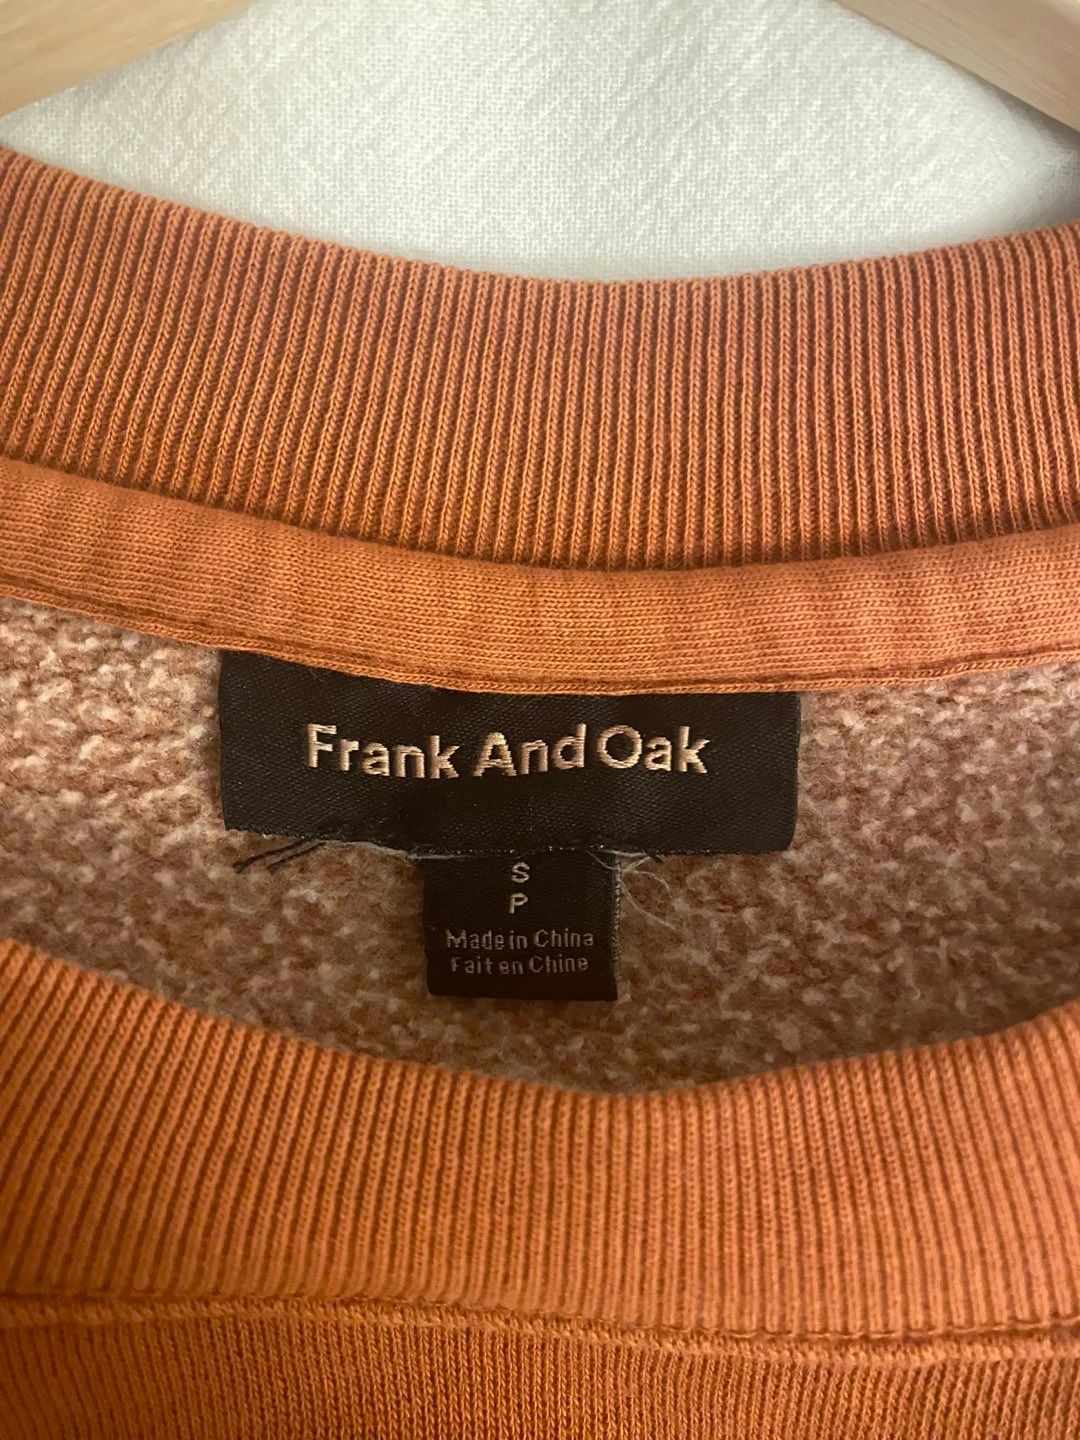 Frank And Oak
S
P
Made in China
Fait en Chine